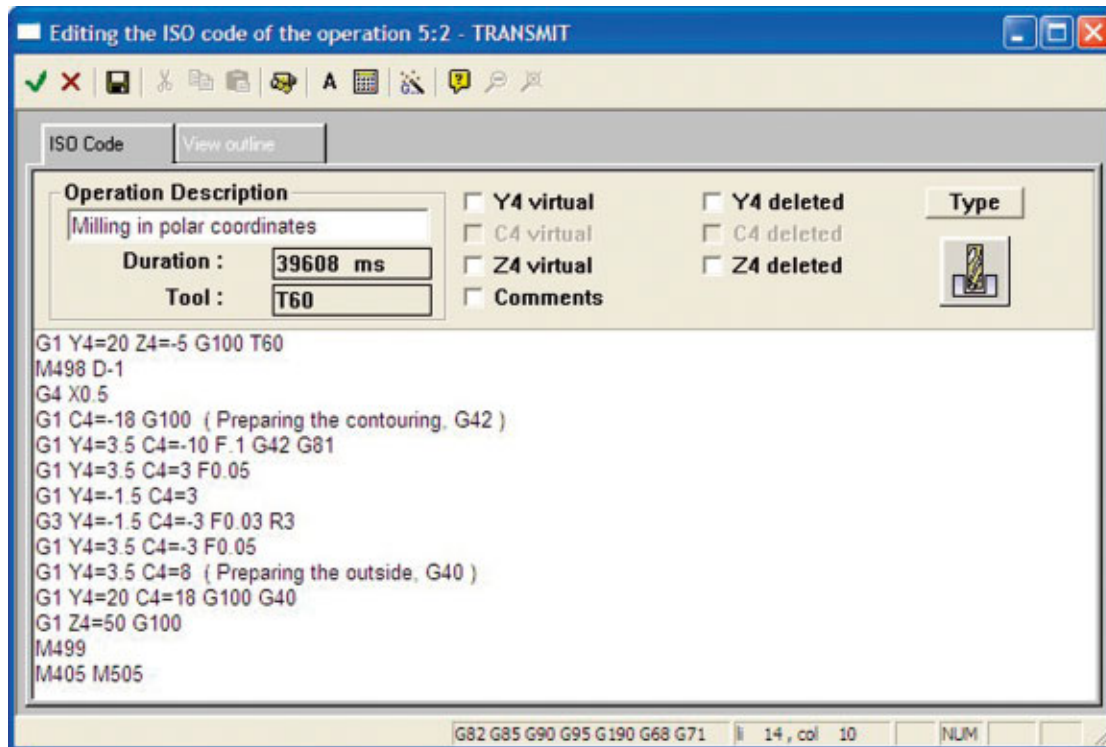 Editing the ISO code of the operation 5:2 - TRANSMIT
A
?
ISO Code
View outline
Operation Description
Milling in polar coordinates
Duration :
39608 ms
Tool :
T60
Y4 virtual
C4 virtual
Z4 virtual
Comments
Y4 deleted
C4 deleted
Z4 deleted
Type
G1 Y4=20 Z4=-5 G100 T60
M498 D-1
G4 X0.5
G1 C4=-18 G100 ( Preparing the contouring, G42 )
G1 Y4=3.5 C4=-10 F.1 G42 G81
G1 Y4=3.5 C4=3 F0.05
G1 Y4=-1.5 C4=3
G3 Y4=-1.5 C4=-3 F0.03 R3
G1 Y4=3.5 C4=-3 F0.05
G1 Y4=3.5 C4=8 ( Preparing the outside, G40 )
G1 Y4=20 C4=18 G100 G40
G1 Z4=50 G100
M499
M405 M505
G82 G85 G90 G95 G190 G68 G71
li 14 , col 10
NUM